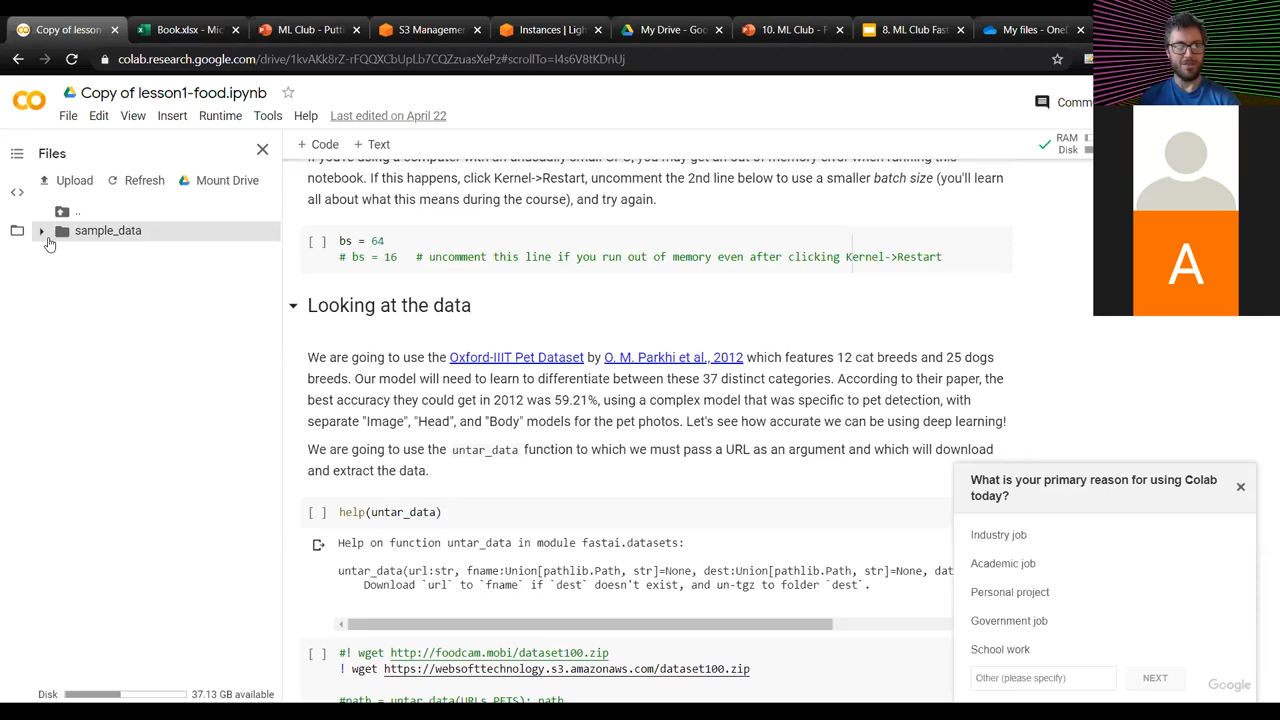 Copy of lesson
Book.xlsx - Mic
ML Club - Putti
S3 Managemen
Instances | Ligh
My Drive - Goo
10. ML Club - F
8. ML Club Fast
My files - OneD
colab.research.google.com/drive/1kvAKk8rZ-rFQQXCbUpLb7CQZzuasXePz#scrollTo=I4s6V8tKDnUj
Copy of lesson1-food.ipynb
Comm
File Edit View Insert Runtime Tools Help Last edited on April 22
+ Code + Text
RAM
Disk
Files
Upload Refresh Mount Drive
..
sample_data
notebook. If this happens, click Kernel->Restart, uncomment the 2nd line below to use a smaller batch size (you'll learn
all about what this means during the course), and try again.
[ ] bs = 64
# bs = 16 # uncomment this line if you run out of memory even after clicking Kernel->Restart
Looking at the data
We are going to use the Oxford-IIIT Pet Dataset by O. M. Parkhi et al., 2012 which features 12 cat breeds and 25 dogs
breeds. Our model will need to learn to differentiate between these 37 distinct categories. According to their paper, the
best accuracy they could get in 2012 was 59.21%, using a complex model that was specific to pet detection, with
separate "Image", "Head", and "Body" models for the pet photos. Let's see how accurate we can be using deep learning!
We are going to use the untar_data function to which we must pass a URL as an argument and which will download
and extract the data.
[ ] help(untar_data)
Help on function untar_data in module fastai.datasets:
untar_data(url:str, fname:Union[pathlib.Path, str]=None, dest:Union[pathlib.Path, str]=None, dat
Download `url` to `fname` if `dest` doesn't exist, and un-tgz to folder `dest`.
[ ] #! wget http://foodcam.mobi/dataset100.zip
! wget https://websofttechnology.s3.amazonaws.com/dataset100.zip
#path = untar_data(URLs.PETS); path
Disk 37.13 GB available
What is your primary reason for using Colab
today?
Industry job
Academic job
Personal project
Government job
School work
Other (please specify)
NEXT
Google
A